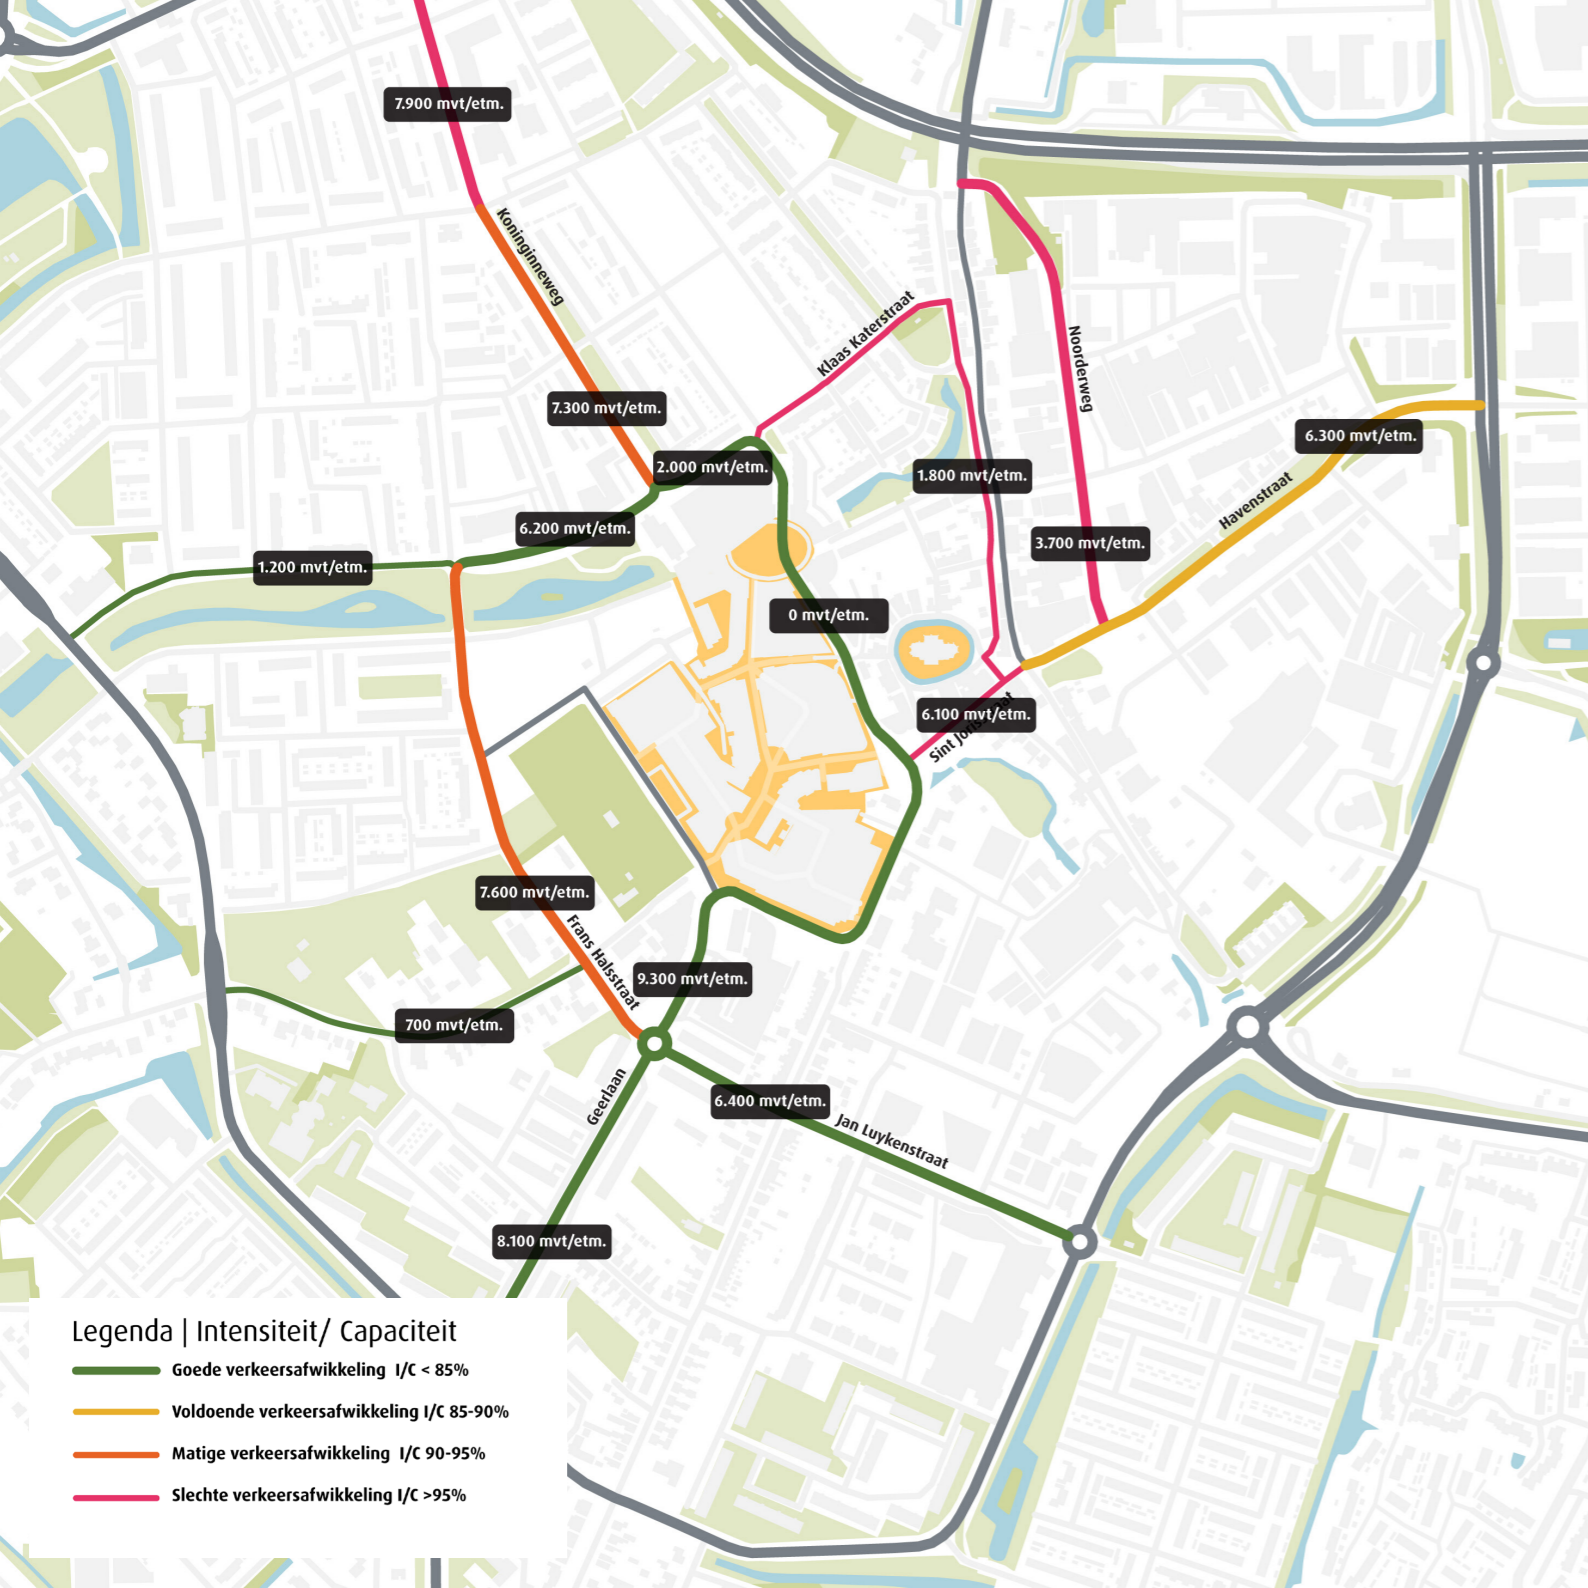 7.900 mvt/etm.
Koninginneweg
Klaas Katerstraat
Noorderweg
7.300 mvt/etm.
6.300 mvt/etm.
2.000 mvt/etm.
1.800 mvt/etm.
Havenstraat
6.200 mvt/etm.
3.700 mvt/etm.
1.200 mvt/etm.
0 mvt/etm.
6.100 mvt/etm.
Sint Jorisstraat
7.600 mvt/etm.
Frans Halsstraat
9.300 mvt/etm.
700 mvt/etm.
Geerlaan
6.400 mvt/etm.
Jan Luykenstraat
8.100 mvt/etm.
Legenda | Intensiteit/ Capaciteit
Goede verkeersafwikkeling I/C < 85%
Voldoende verkeersafwikkeling I/C 85-90%
Matige verkeersafwikkeling I/C 90-95%
Slechte verkeersafwikkeling I/C >95%